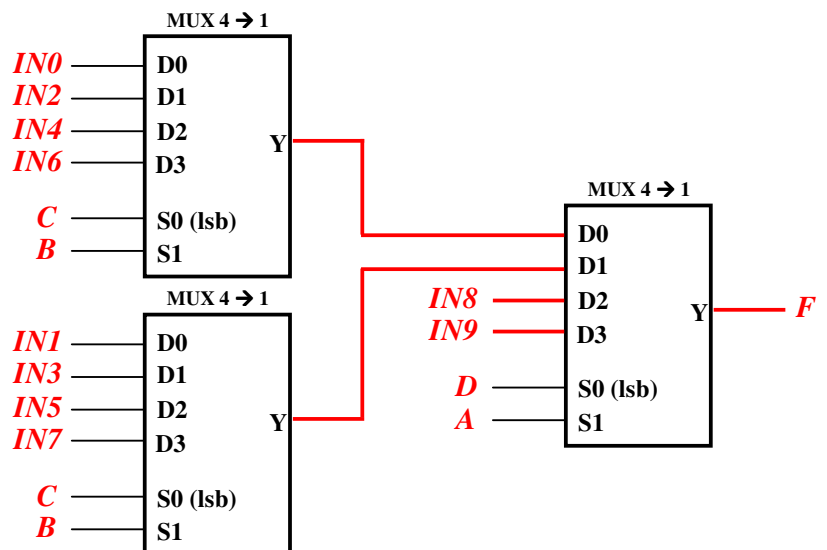 MUX 4 → 1
IN0 D0
IN2 D1
IN4 D2
Y
IN6 D3
C S0 (lsb)
B S1
MUX 4 → 1
IN1 D0
IN3 D1
IN5 D2
Y
IN7 D3
C S0 (lsb)
B S1
MUX 4 → 1
D0
D1
IN8 D2
Y F
IN9 D3
D S0 (lsb)
A S1